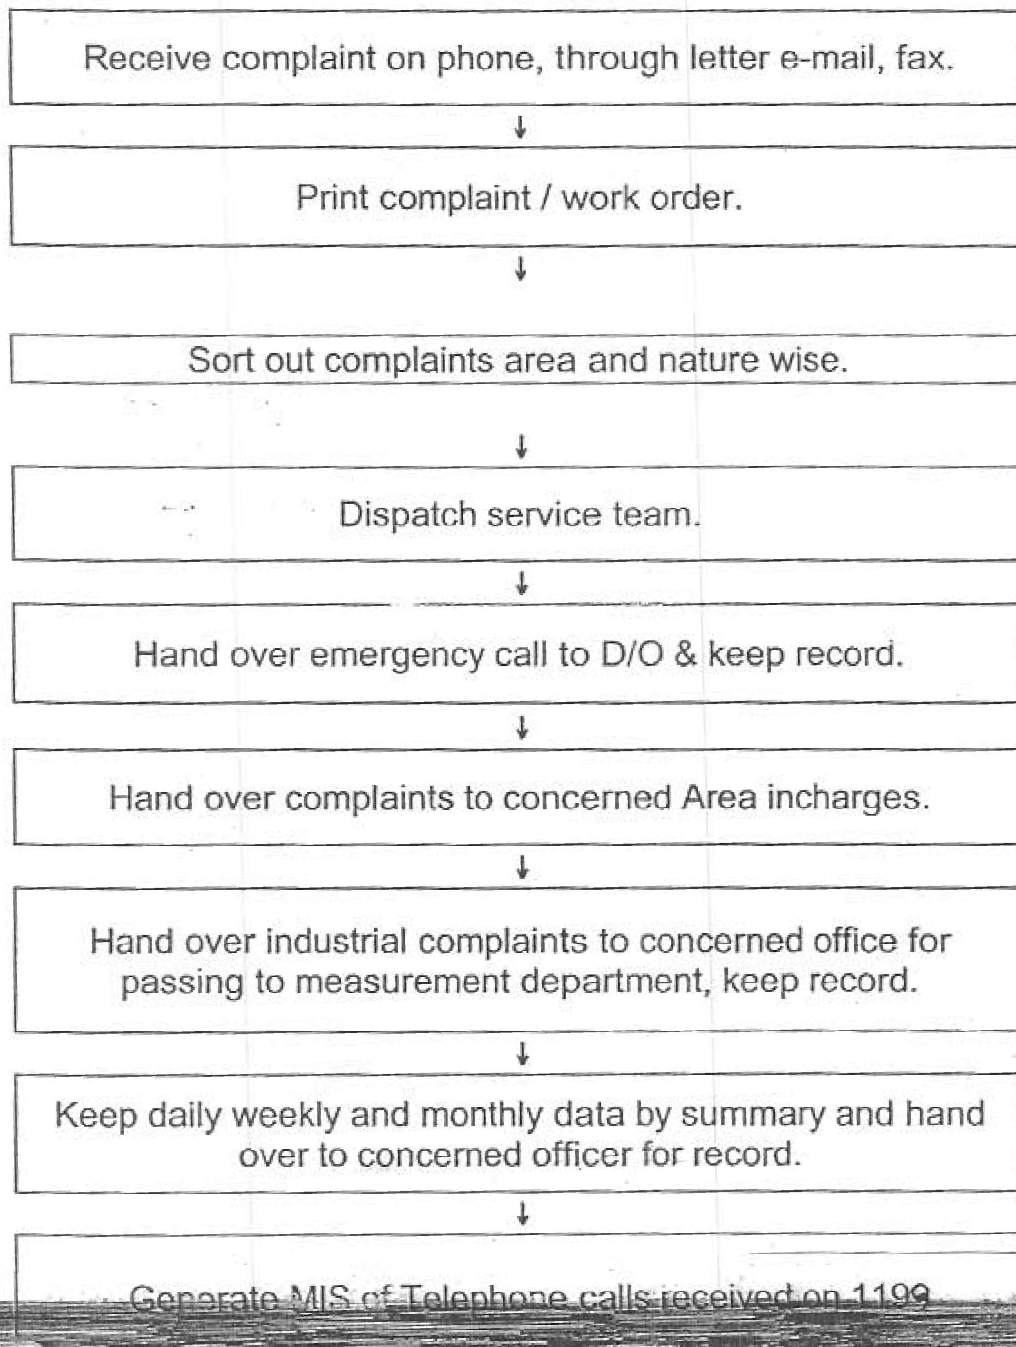 Receive complaint on phone, through letter e-mail, fax.
Print complaint / work order.
Sort out complaints area and nature wise.
Dispatch service team.
Hand over emergency call to D/O & keep record.
Hand over complaints to concerned Area incharges.
Hand over industrial complaints to concerned office for
passing to measurement department, keep record.
Keep daily weekly and monthly data by summary and hand
over to concerned officer for record.
Generate MIS of Telephone calls received on 1199